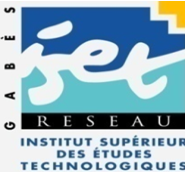 GABÈS
iset
RESEAU
INSTITUT SUPÉRIEUR
DES ÉTUDES
TECHNOLOGIQUES